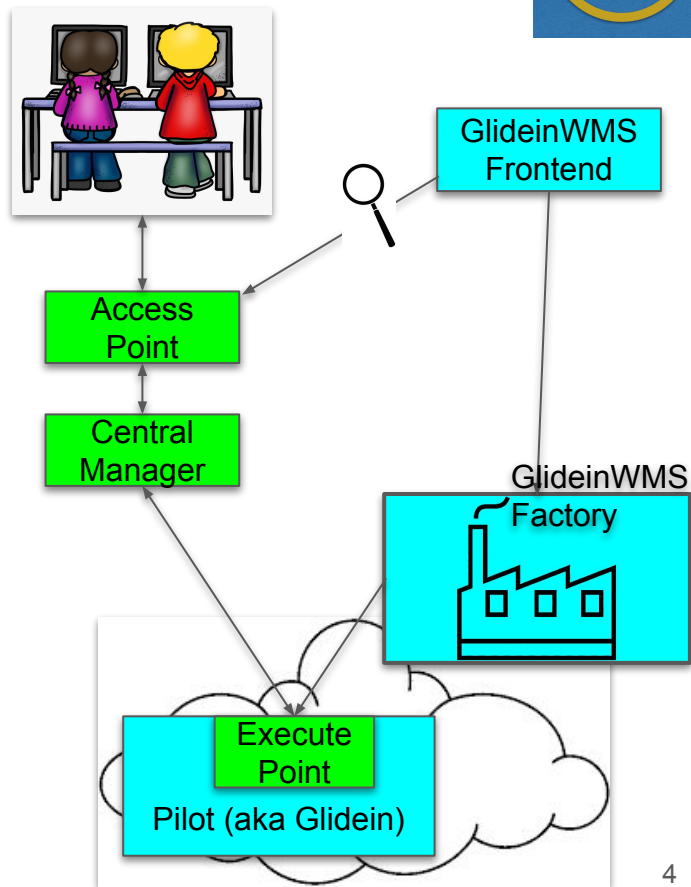 GlideinWMS
Frontend
Access
Point
Central
Manager
GlideinWMS
Factory
Execute
Point
Pilot (aka Glidein)
4